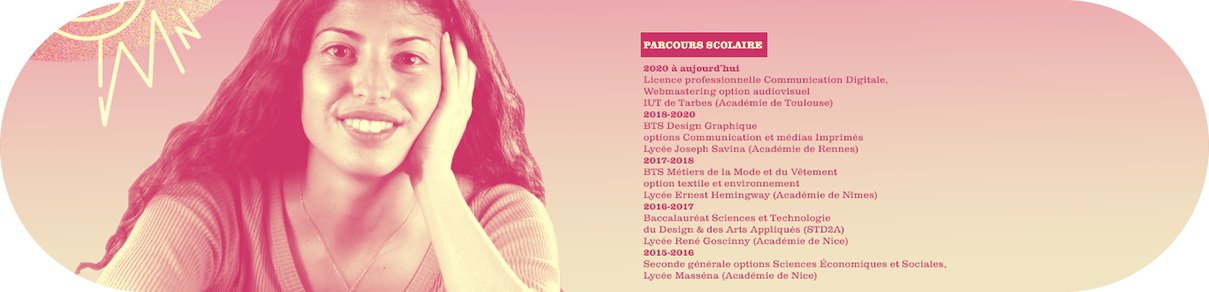 PARCOURS SCOLAIRE
2020 à aujourd'hui
Licence professionnelle Communication Digitale,
Webmastering option audiovisuel
IUT de Tarbes (Académie de Toulouse)
2018-2020
BTS Design Graphique
options Communication et médias Imprimés
Lycée Joseph Savina (Académie de Rennes)
2017-2018
BTS Métiers de la Mode et du Vêtement
option textile et environnement
Lycée Ernest Hemingway (Académie de Nîmes)
2016-2017
Baccalauréat Sciences et Technologie
du Design & des Arts Appliqués (STD2A)
Lycée René Goscinny (Académie de Nice)
2015-2016
Seconde générale options Sciences Économiques et Sociales,
Lycée Masséna (Académie de Nice)